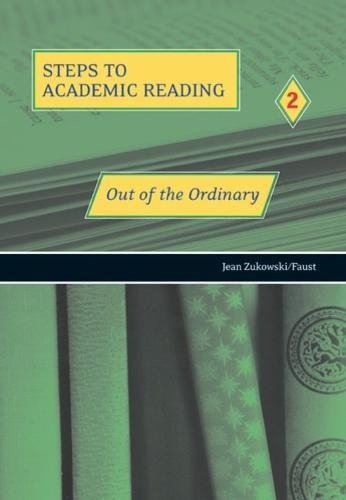 STEPS TO
ACADEMIC READING
2
Out of the Ordinary
Jean Zukowski/Faust